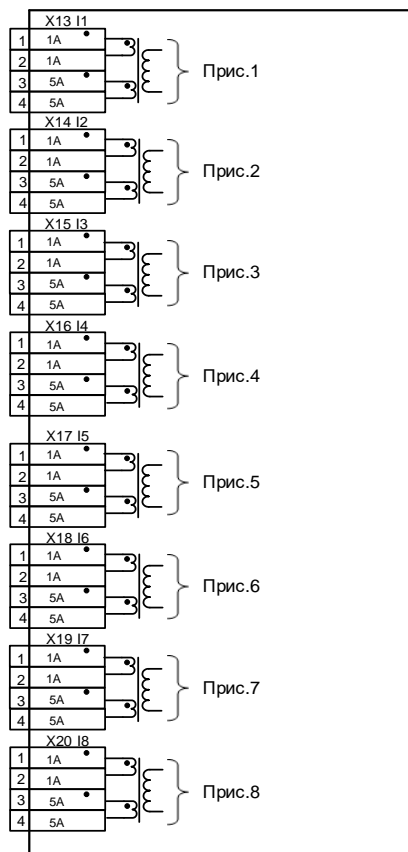 X13 I1
1 1A
2 1A
3 5A
4 5A
Прис.1
X14 I2
1 1A
2 1A
3 5A
4 5A
Прис.2
X15 I3
1 1A
2 1A
3 5A
4 5A
Прис.3
X16 I4
1 1A
2 1A
3 5A
4 5A
Прис.4
X17 I5
1 1A
2 1A
3 5A
4 5A
Прис.5
X18 I6
1 1A
2 1A
3 5A
4 5A
Прис.6
X19 I7
1 1A
2 1A
3 5A
4 5A
Прис.7
X20 I8
1 1A
2 1A
3 5A
4 5A
Прис.8